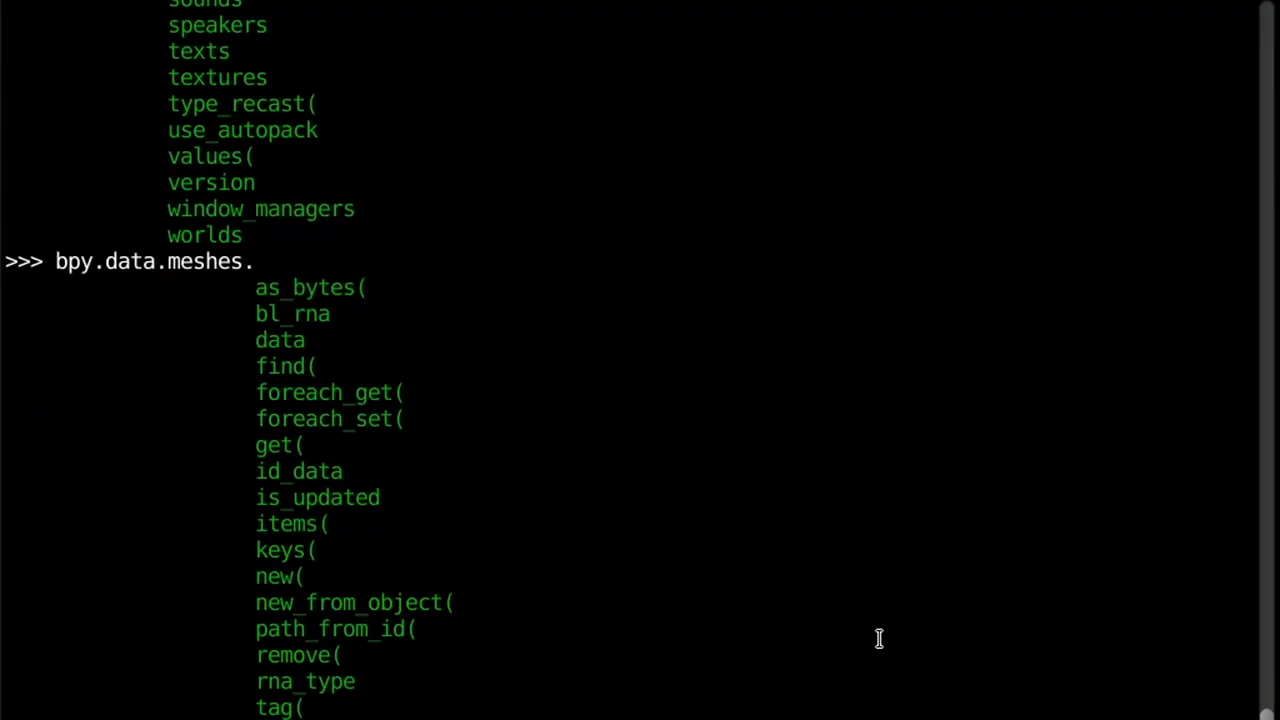 sounds
speakers
texts
textures
type_recast(
use_autopack
values(
version
window_managers
worlds
>>> bpy.data.meshes.
as_bytes(
bl_rna
data
find(
foreach_get(
foreach_set(
get(
id_data
is_updated
items(
keys(
new(
new_from_object(
path_from_id(
remove(
rna_type
tag(